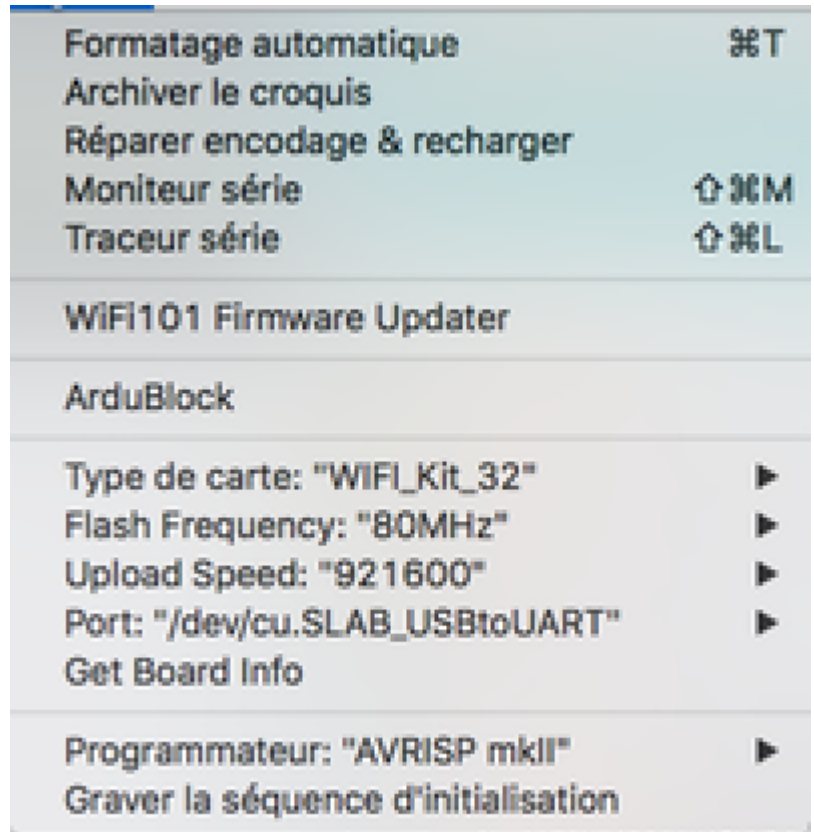 Formatage automatique ⌘T
Archiver le croquis
Réparer encodage & recharger
Moniteur série ⇧⌘M
Traceur série ⇧⌘L
WiFi101 Firmware Updater
ArduBlock
Type de carte: "WIFI_Kit_32"
Flash Frequency: "80MHz"
Upload Speed: "921600"
Port: "/dev/cu.SLAB_USBtoUART"
Get Board Info
Programmateur: "AVRISP mkII"
Graver la séquence d'initialisation